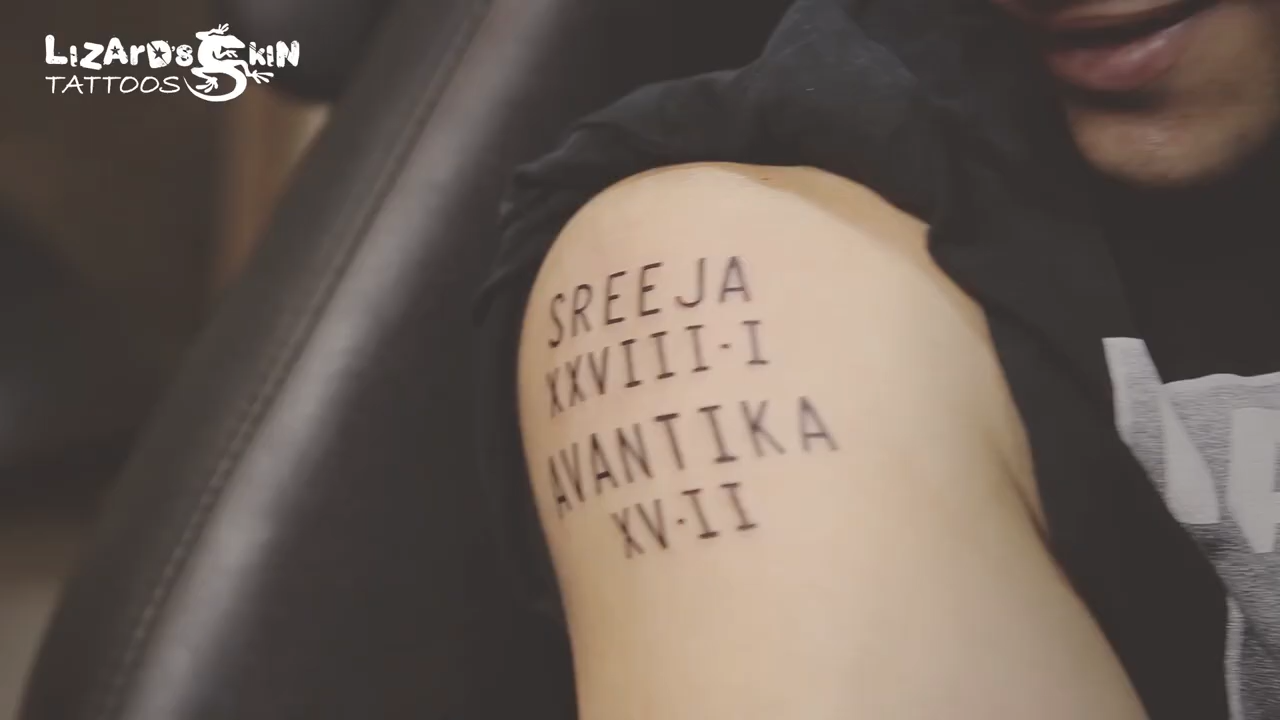 LiZArD'S SKiN
TATTOOS
SREEJA
XXVIII·I
AVANTIKA
XV·II